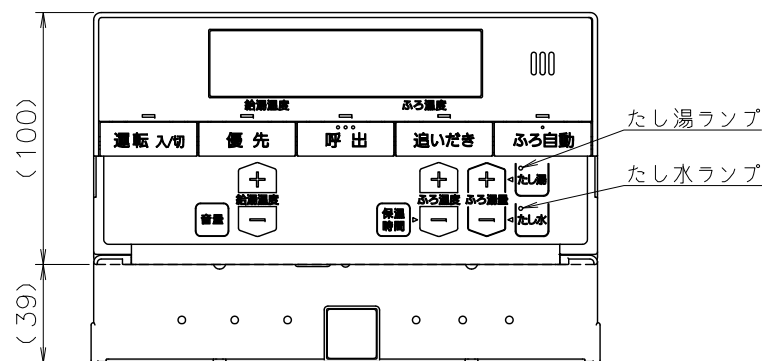 (100)
給湯温度 ふろ温度
運転 入/切 優先 呼出 追いだき ふろ自動
たし湯ランプ
+ + + たし湯
給湯温度 ふろ温度 ふろ湯量
たし水ランプ
音量 − 保温 時間 − − たし水
(39)